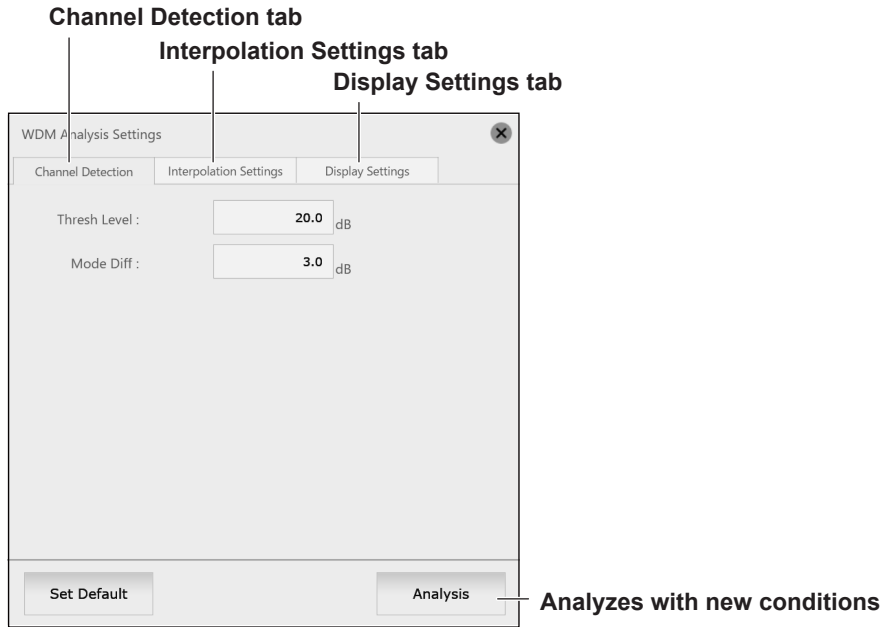 Channel Detection tab
Interpolation Settings tab
Display Settings tab
WDM Analysis Settings
Channel Detection Interpolation Settings Display Settings
Thresh Level : 20.0 dB
Mode Diff : 3.0 dB
Set Default Analysis
Analyzes with new conditions